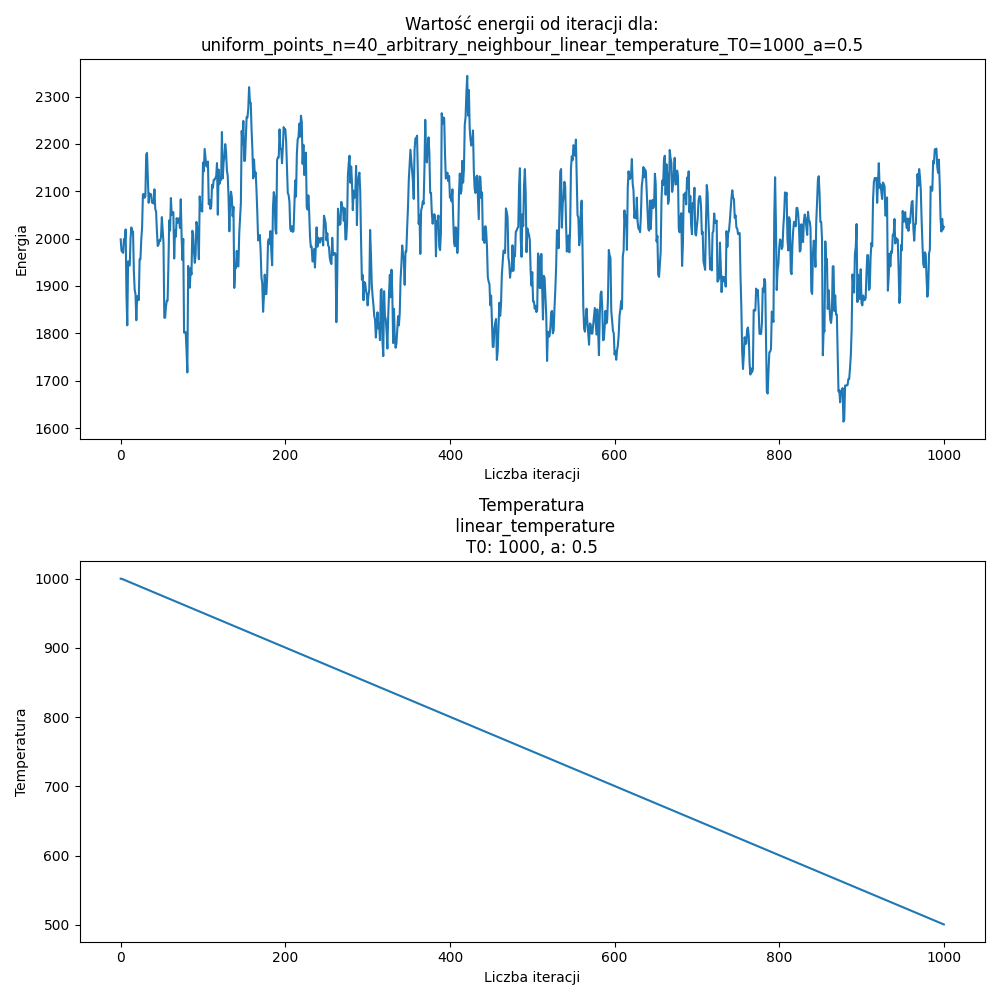 Wartość energii od iteracji dla:
uniform_points_n=40_arbitrary_neighbour_linear_temperature_T0=1000_a=0.5
2300
2200
2100
2000
1900
1800
1700
1600
Energia
0 200 400 600 800 1000
Liczba iteracji
Temperatura
linear_temperature
T0: 1000, a: 0.5
1000
900
800
700
600
500
Temperatura
0 200 400 600 800 1000
Liczba iteracji